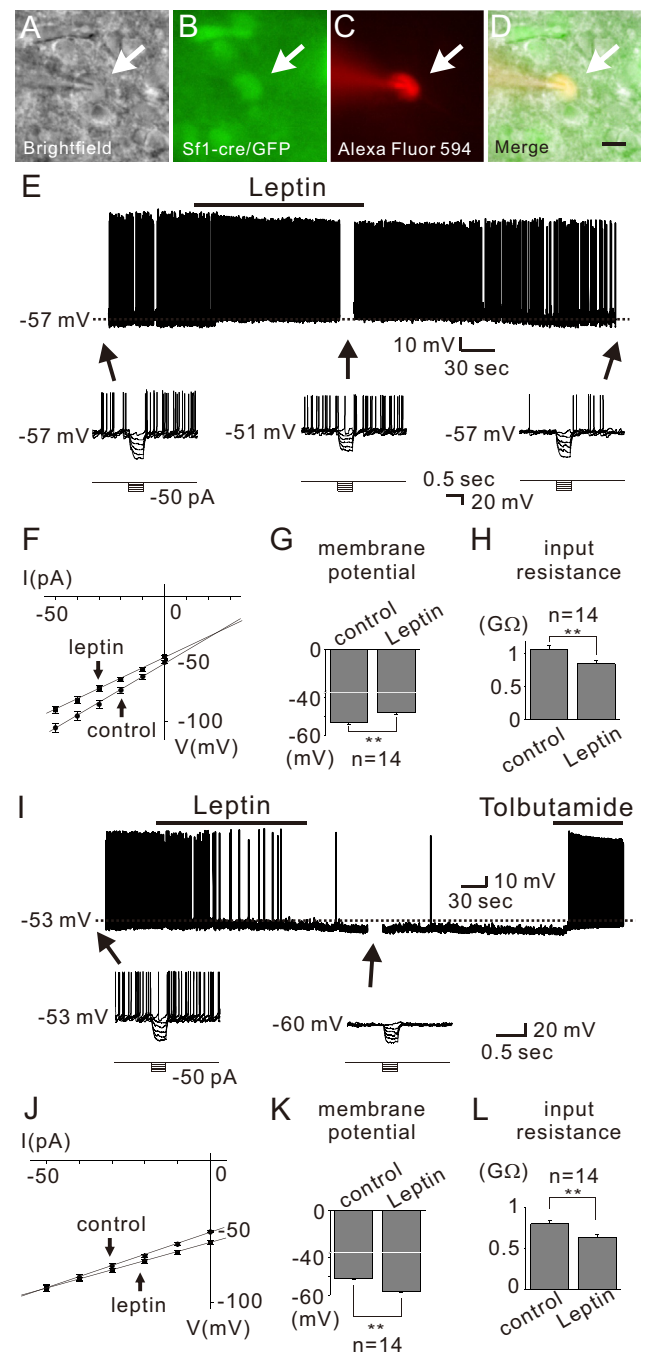 A
B
C
D
Brightfield
Sf1-cre/GFP
Alexa Fluor 594
Merge
E
Leptin
-57 mV
10 mV
30 sec
-57 mV
-51 mV
-57 mV
-50 pA
0.5 sec
20 mV
F
I(pA)
-50
0
leptin
-50
control
-100
V(mV)
G
membrane
potential
control
Leptin
0
-40
-60
(mV)
**
n=14
H
input
resistance
(GΩ)
n=14
**
1
0.5
0
control
Leptin
I
Leptin
Tolbutamide
-53 mV
10 mV
30 sec
-53 mV
-60 mV
20 mV
0.5 sec
-50 pA
J
I(pA)
-50
0
control
-50
leptin
-100
V(mV)
K
membrane
potential
control
Leptin
0
-40
-60
(mV)
**
n=14
L
input
resistance
(GΩ)
n=14
**
1
0.5
0
control
Leptin